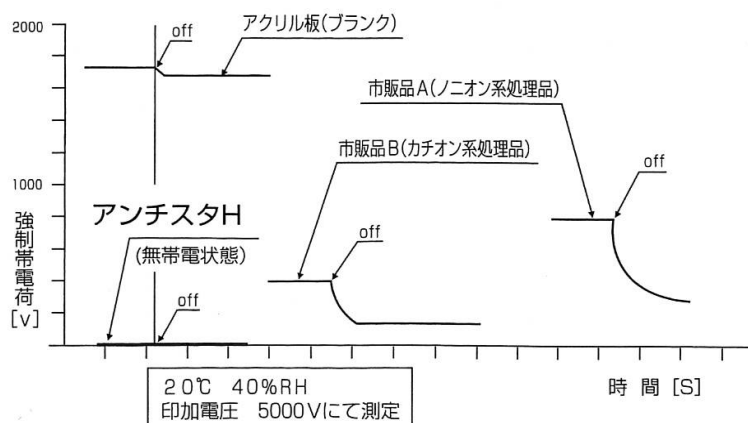 2000
off
アクリル板(ブランク)
市販品A(ノニオン系処理品)
市販品B(カチオン系処理品)
off
1000
アンチスタH
(無帯電状態)
off
off
強制帯電荷
[V]
20℃ 40%RH
印加電圧 5000Vにて測定
時間[S]